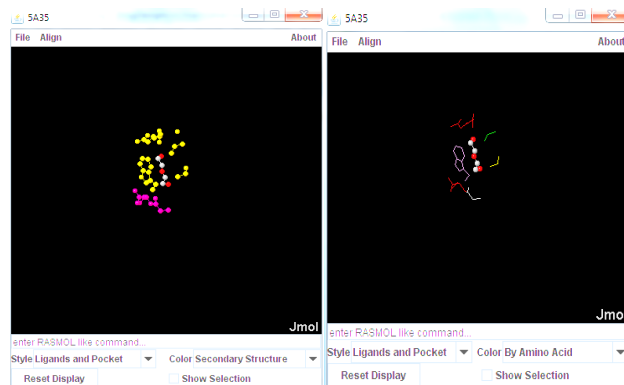 5A35
File Align About
Jmol
enter RASMOL like command...
Style Ligands and Pocket Color Secondary Structure
Reset Display Show Selection
5A35
File Align About
Jmo
enter RASMOL like command...
Style Ligands and Pocket Color By Amino Acid
Reset Display Show Selection